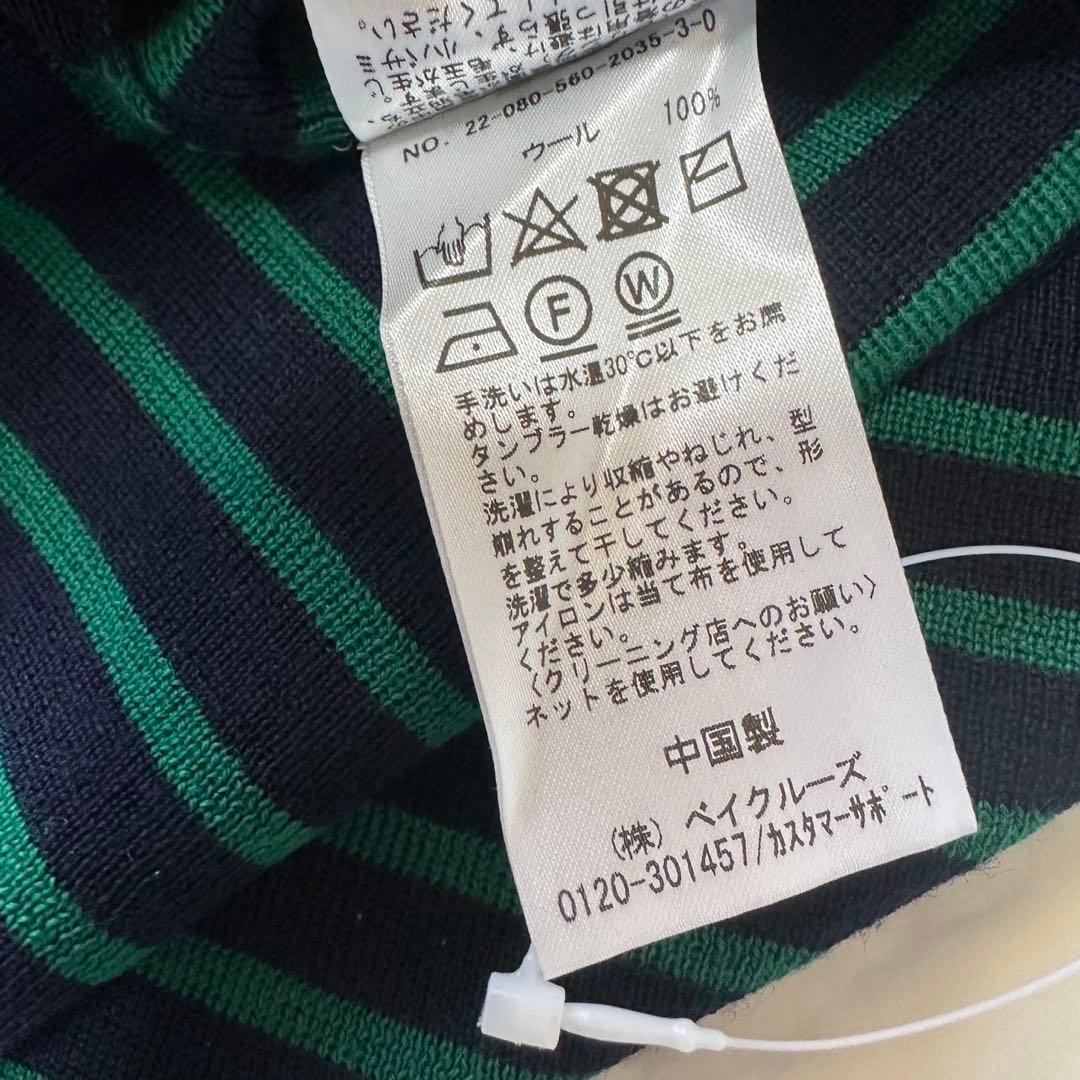 NO. 22-080-560-2035-3-0
ウール 100%
F W
手洗いは水温30℃以下をお薦
めします。
タンブラー乾燥はお避けくだ
さい。
洗濯により収縮やねじれ、型
崩れすることがあるので、形
を整えて干してください。
洗濯で多少縮みます。
アイロンは当て布を使用して
ください。
〈クリーニング店へのお願い〉
ネットを使用してください。
中国製
(株) ベイクルーズ
0120-301457/カスタマーサポート